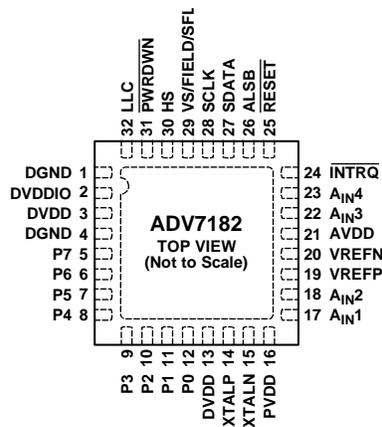 32 LLC
31 PWRDWN
30 HS
29 VS/FIELD/SFL
28 SCLK
27 SDATA
26 ALSB
25 RESET
DGND 1
DVDDIO 2
DVDD 3
DGND 4
P7 5
P6 6
P5 7
P4 8
ADV7182
TOP VIEW
(Not to Scale)
24 INTRQ
23 AIN4
22 AIN3
21 AVDD
20 VREFN
19 VREFP
18 AIN2
17 AIN1
P3 9
P2 10
P1 11
P0 12
DVDD 13
XTALP 14
XTALN 15
PVDD 16